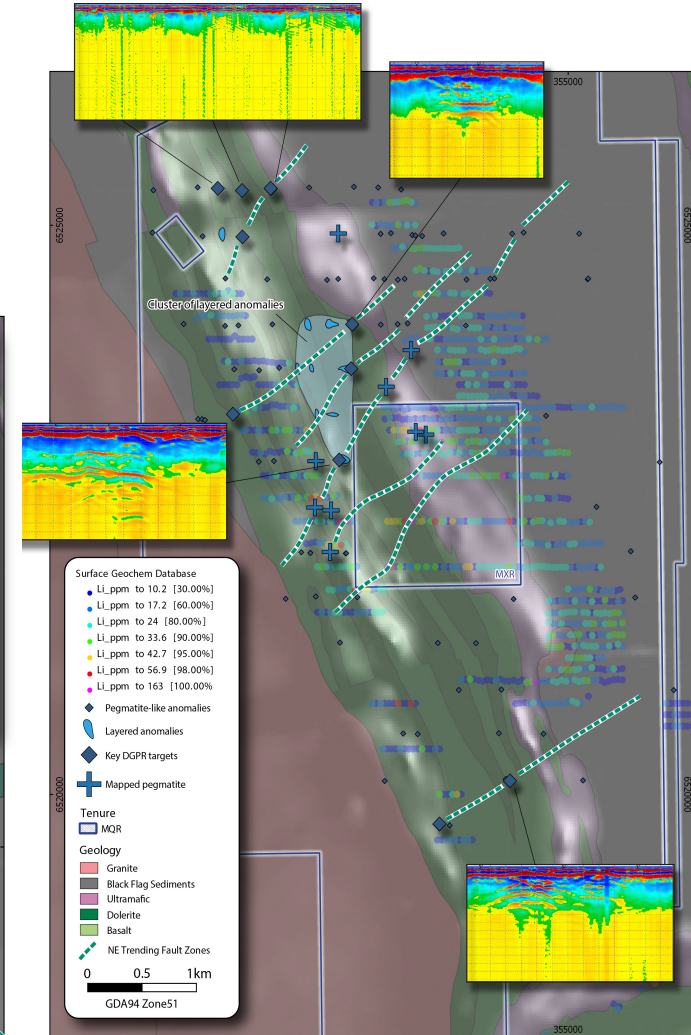 355000
6525000
6525000
Cluster of layered anomalies
MXR
Surface Geochem Database
Li_ppm to 10.2 [30.00%]
Li_ppm to 17.2 [60.00%]
Li_ppm to 24 [80.00%]
Li_ppm to 33.6 [90.00%]
Li_ppm to 42.7 [95.00%]
Li_ppm to 56.9 [98.00%]
Li_ppm to 163 [100.00%
Pegmatite-like anomalies
Layered anomalies
Key DGPR targets
Mapped pegmatite
Tenure
MQR
Geology
Granite
Black Flag Sediments
Ultramafic
Dolerite
Basalt
NE Trending Fault Zones
0 0.5 1km
GDA94 Zone51
6520000
6520000
355000